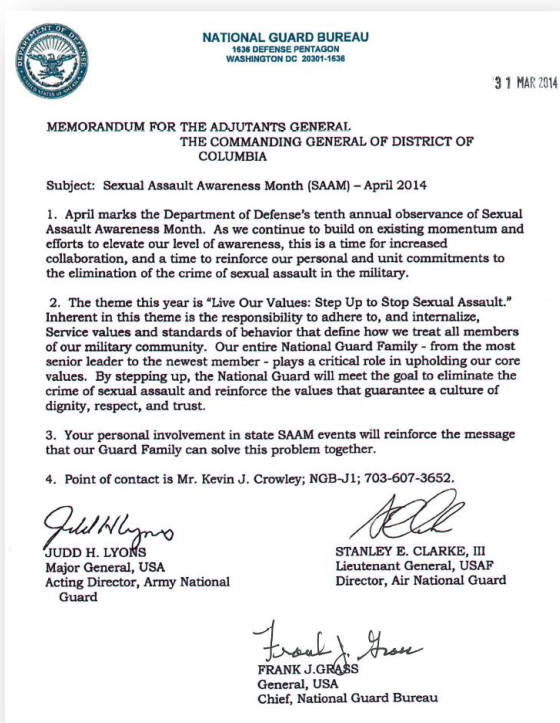 DEPARTMENT OF DEFENSE
UNITED STATES OF AMERICA
NATIONAL GUARD BUREAU
1636 DEFENSE PENTAGON
WASHINGTON DC 20301-1636
31 MAR 2014
MEMORANDUM FOR THE ADJUTANTS GENERAL
THE COMMANDING GENERAL OF DISTRICT OF
COLUMBIA
Subject: Sexual Assault Awareness Month (SAAM) – April 2014
1. April marks the Department of Defense's tenth annual observance of Sexual
Assault Awareness Month. As we continue to build on existing momentum and
efforts to elevate our level of awareness, this is a time for increased
collaboration, and a time to reinforce our personal and unit commitments to
the elimination of the crime of sexual assault in the military.
2. The theme this year is "Live Our Values: Step Up to Stop Sexual Assault."
Inherent in this theme is the responsibility to adhere to, and internalize,
Service values and standards of behavior that define how we treat all members
of our military community. Our entire National Guard Family - from the most
senior leader to the newest member - plays a critical role in upholding our core
values. By stepping up, the National Guard will meet the goal to eliminate the
crime of sexual assault and reinforce the values that guarantee a culture of
dignity, respect, and trust.
3. Your personal involvement in state SAAM events will reinforce the message
that our Guard Family can solve this problem together.
4. Point of contact is Mr. Kevin J. Crowley; NGB-J1; 703-607-3652.
Judd H Lyons
JUDD H. LYONS
Major General, USA
Acting Director, Army National
Guard
STANLEY E. CLARKE, III
Lieutenant General, USAF
Director, Air National Guard
Frank J. Grass
FRANK J.GRASS
General, USA
Chief, National Guard Bureau